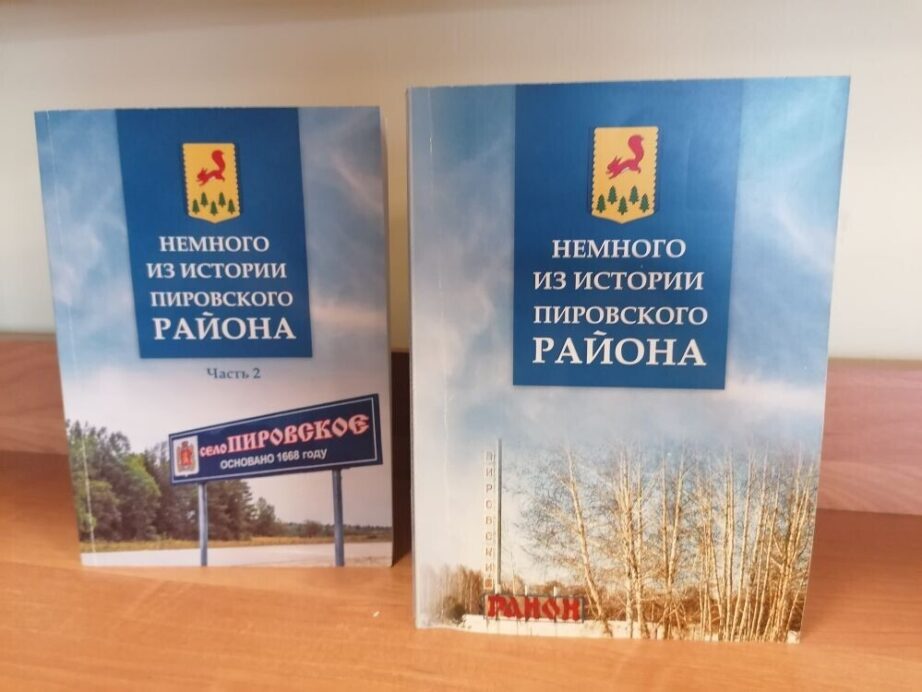 НЕМНОГО
ИЗ ИСТОРИИ
ПИРОВСКОГО
РАЙОНА
Часть 2
село ПИРОВСКОЕ
ОСНОВАНО 1668 году
НЕМНОГО
ИЗ ИСТОРИИ
ПИРОВСКОГО
РАЙОНА
ПИРОВСКИЙ
РАЙОН